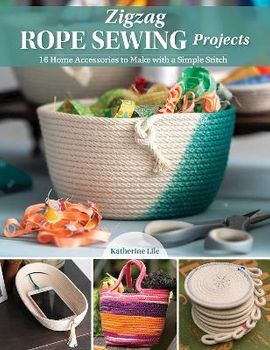 Zigzag
ROPE SEWING Projects
16 Home Accessories to Make with a Simple Stitch
Katherine Lile